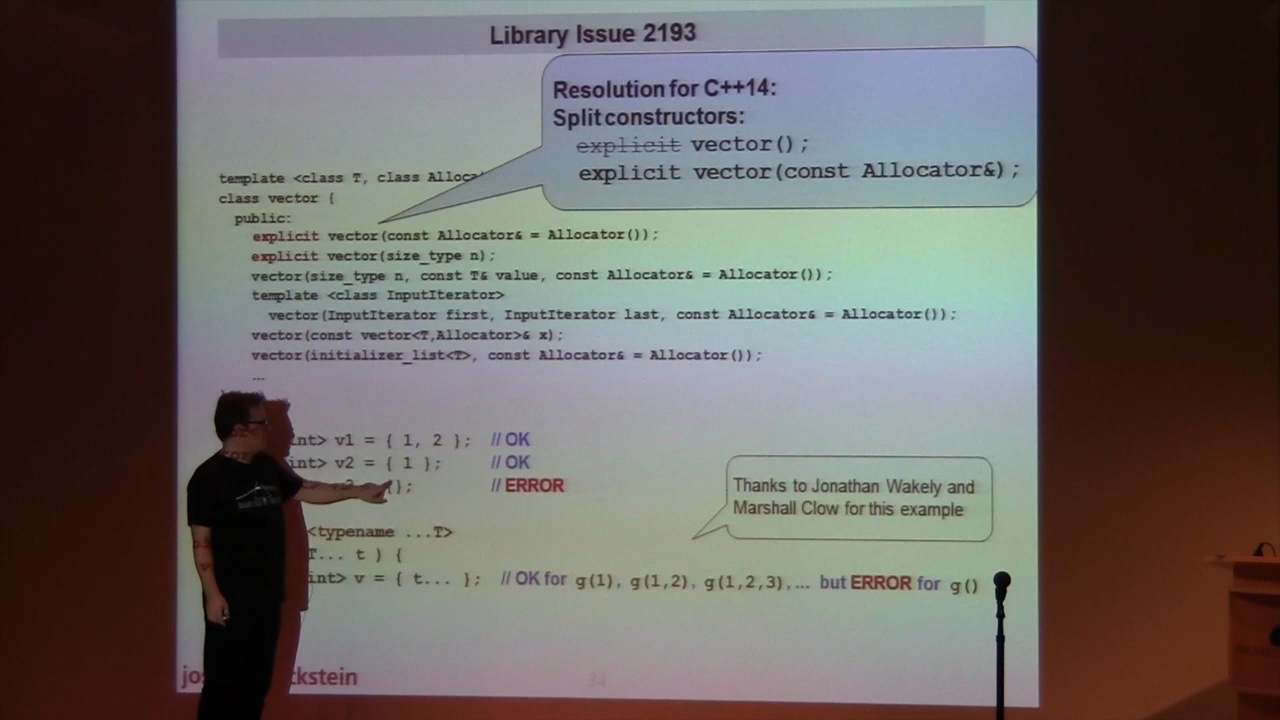 Library Issue 2193
Resolution for C++14:
Split constructors:
explicit vector();
explicit vector(const Allocator&);
template <class T, class Alloca
class vector {
public:
explicit vector(const Allocator& = Allocator());
explicit vector(size_type n);
vector(size_type n, const T& value, const Allocator& = Allocator());
template <class InputIterator>
vector(InputIterator first, InputIterator last, const Allocator& = Allocator());
vector(const vector<T,Allocator>& x);
vector(initializer_list<T>, const Allocator& = Allocator());
...
int> v1 = { 1, 2 }; // OK
int> v2 = { 1 }; // OK
{}; // ERROR
Thanks to Jonathan Wakely and
Marshall Clow for this example
<typename ...T>
T... t ) {
int> v = { t... }; // OK for g(1), g(1,2), g(1,2,3),... but ERROR for g()
jos ckstein
34